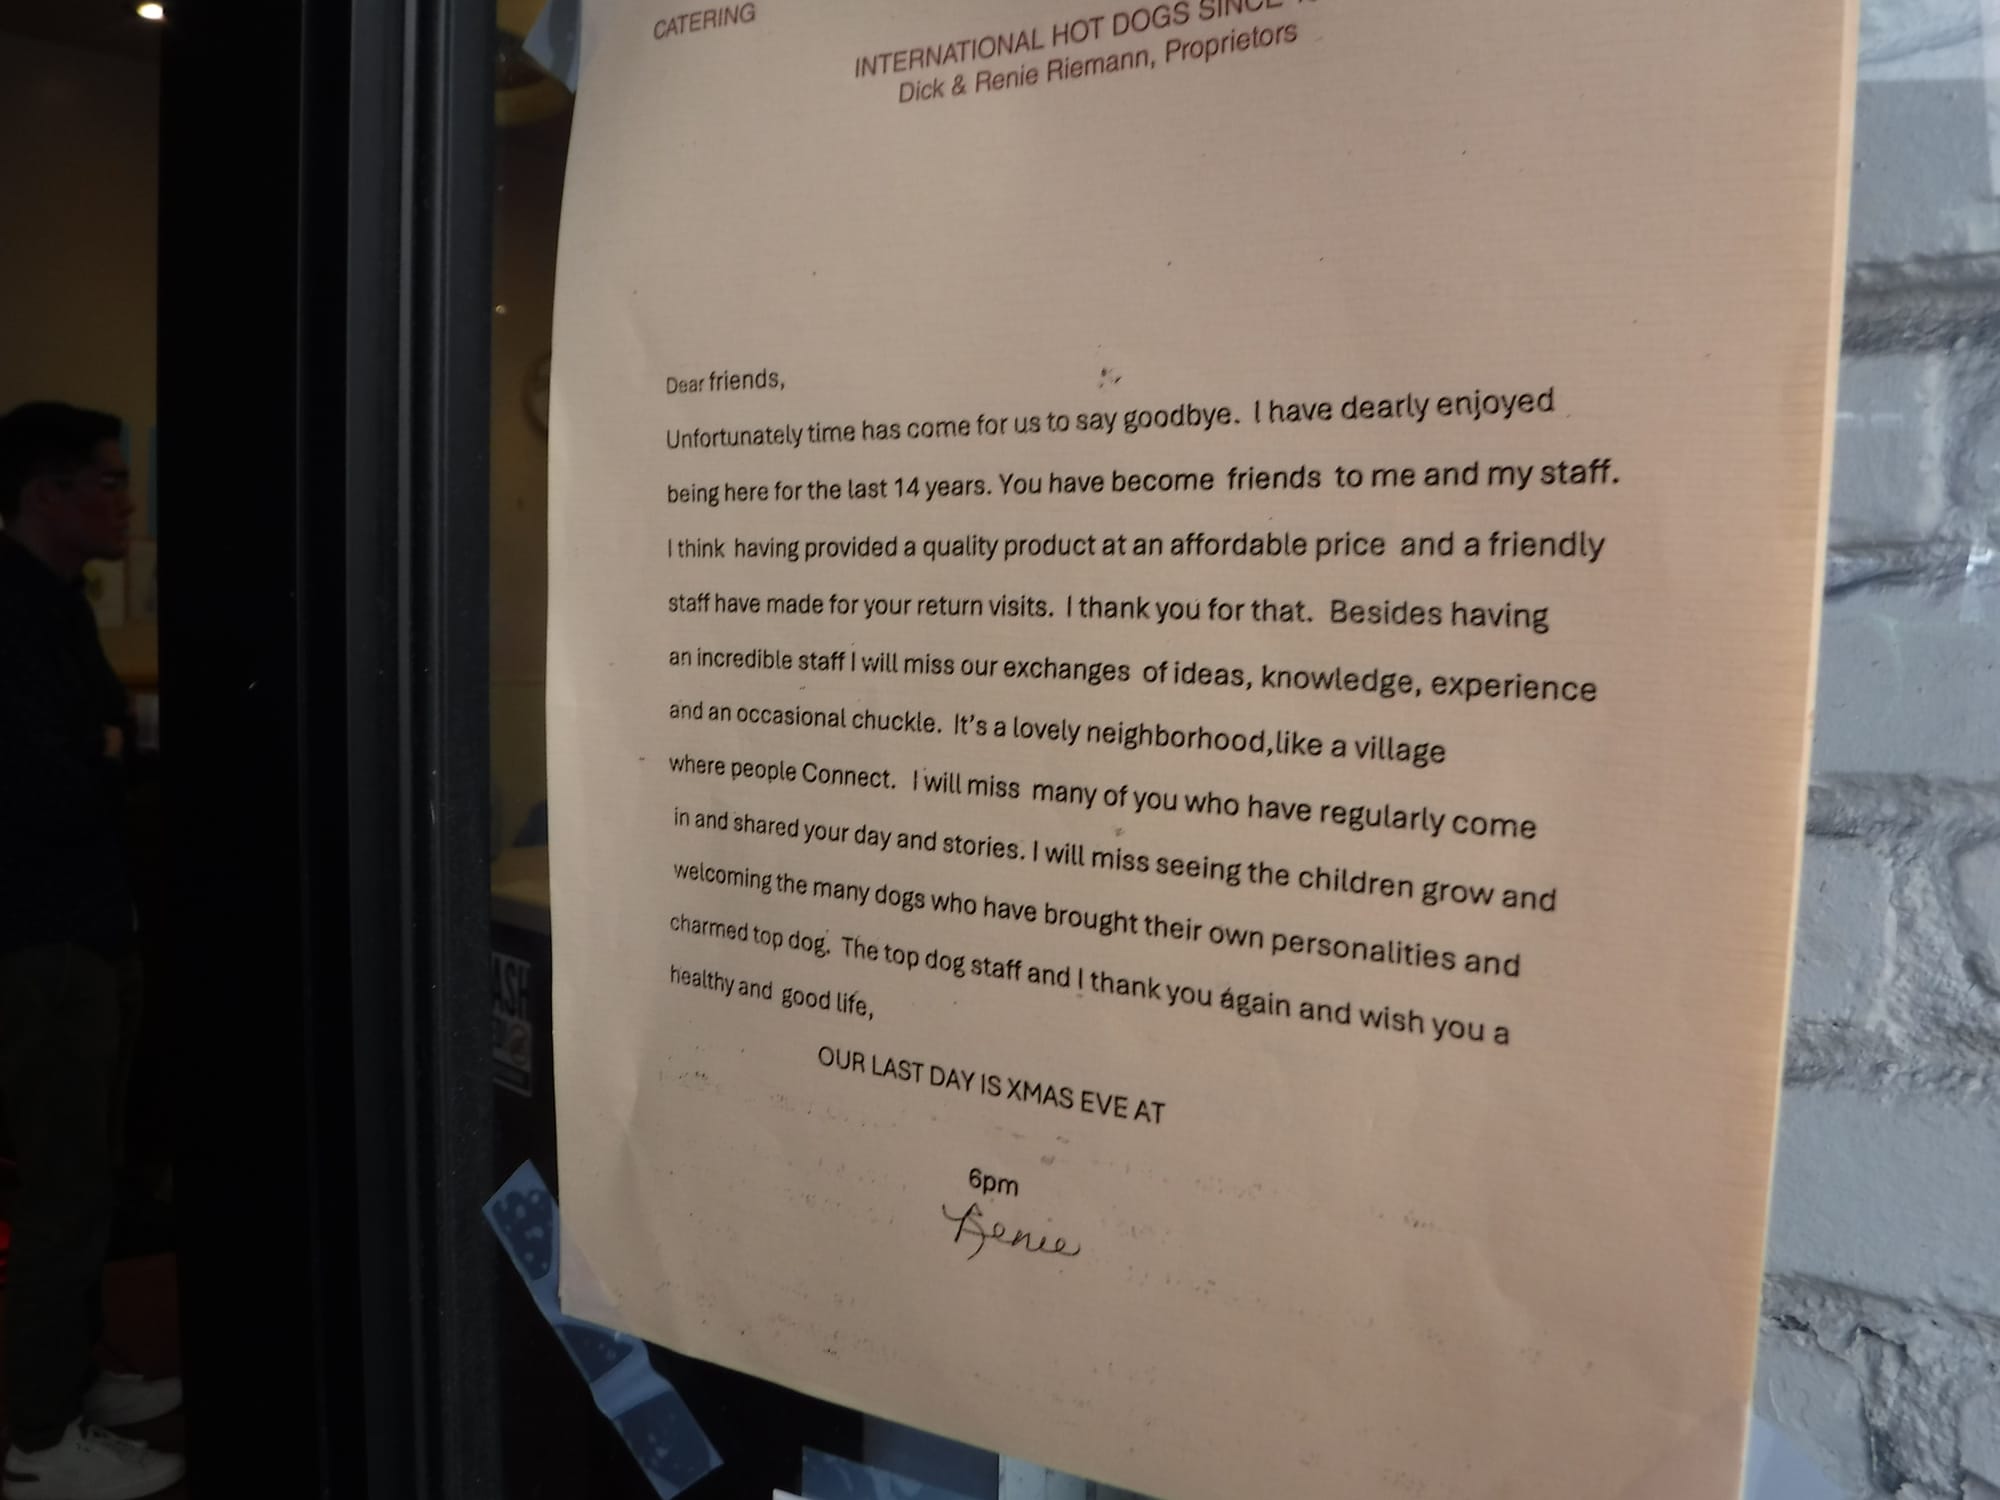 CATERING
INTERNATIONAL HOT DOGS SINCE
Dick & Renie Riemann, Proprietors
Dear friends,
Unfortunately time has come for us to say goodbye. I have dearly enjoyed
being here for the last 14 years. You have become friends to me and my staff.
I think having provided a quality product at an affordable price and a friendly
staff have made for your return visits. I thank you for that. Besides having
an incredible staff I will miss our exchanges of ideas, knowledge, experience
and an occasional chuckle. It's a lovely neighborhood,like a village
where people Connect. I will miss many of you who have regularly come
in and shared your day and stories. I will miss seeing the children grow and
welcoming the many dogs who have brought their own personalities and
charmed top dog. The top dog staff and I thank you again and wish you a
healthy and good life,
OUR LAST DAY IS XMAS EVE AT
6pm
Renie